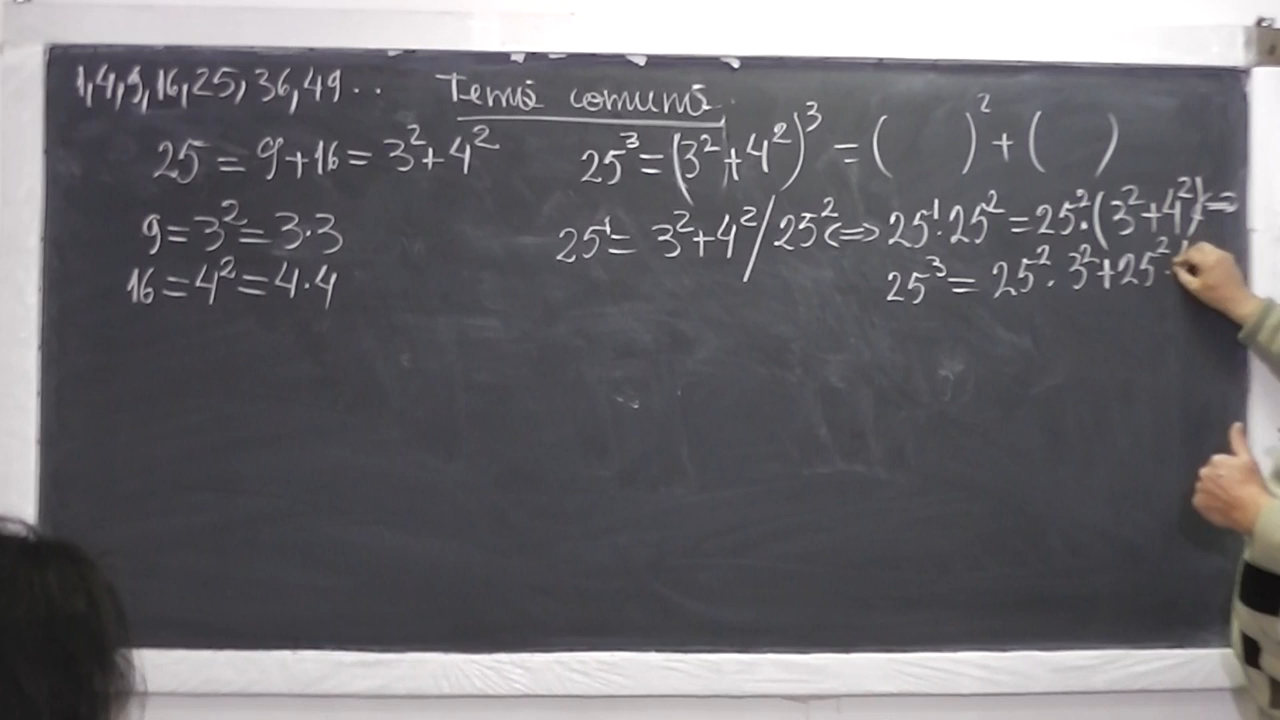 1,4,9,16,25,36,49..
Temă comună.
25 = 9+16 = 3²+4²
9 = 3² = 3·3
16 = 4² = 4·4
25³ = (3²+4²)³ = ( )² + ( )
25¹ = 3²+4² / 25² <=> 25¹·25² = 25²·(3²+4²) =>
25³ = 25²·3²+25²·